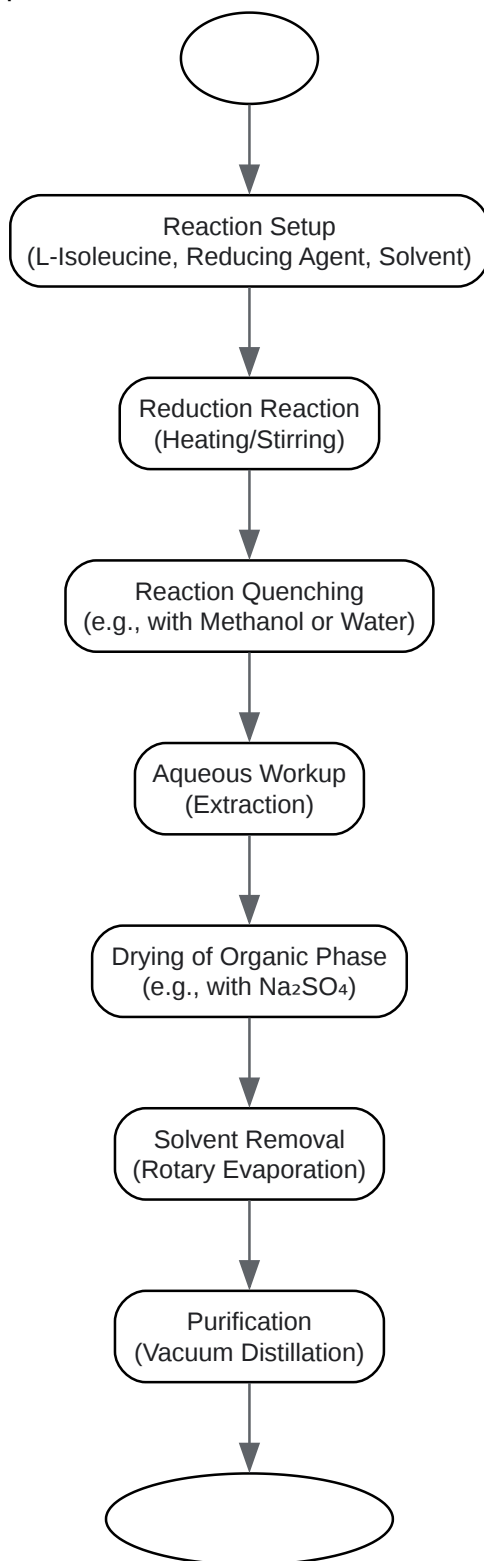 Reaction Setup
(L-Isoleucine, Reducing Agent, Solvent)
Reduction Reaction
(Heating/Stirring)
Reaction Quenching
(e.g., with Methanol or Water)
Aqueous Workup
(Extraction)
Drying of Organic Phase
(e.g., with Na₂SO₄)
Solvent Removal
(Rotary Evaporation)
Purification
(Vacuum Distillation)